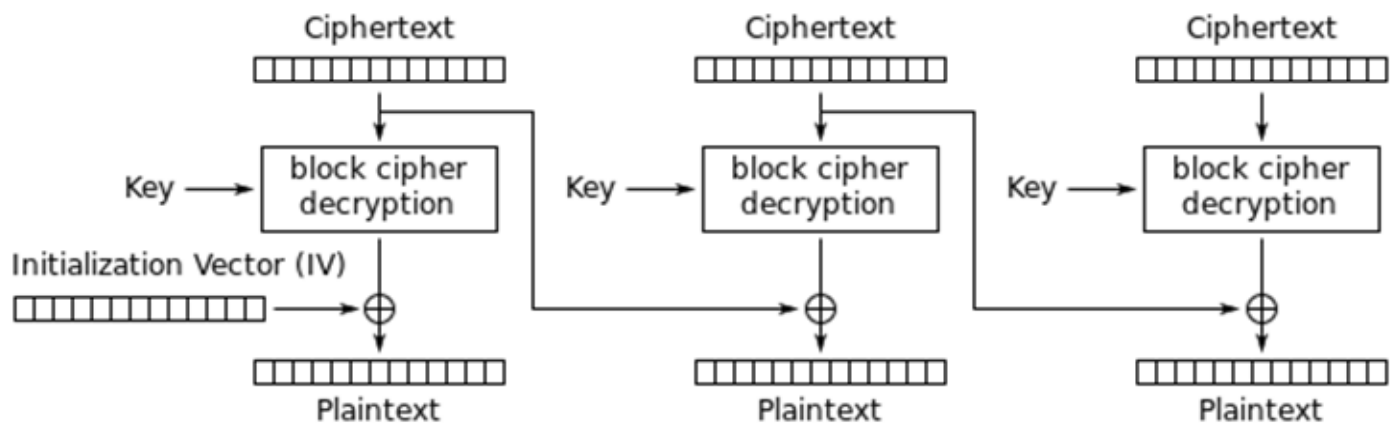 Ciphertext
Ciphertext
Ciphertext
Key
block cipher
decryption
Key
block cipher
decryption
Key
block cipher
decryption
Initialization Vector (IV)
Plaintext
Plaintext
Plaintext